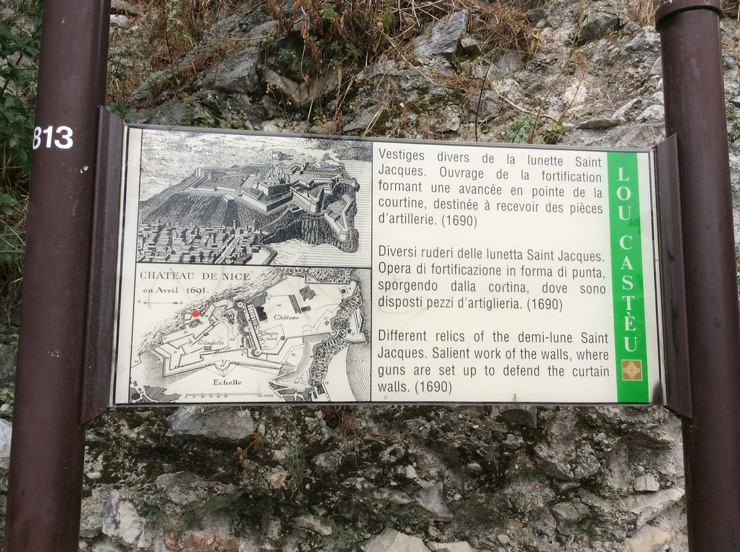 813
Vestiges divers de la lunette Saint
Jacques. Ouvrage de la fortification
formant une avancée en pointe de la
courtine, destinée à recevoir des pièces
d'artillerie. (1690)
Diversi ruderi delle lunetta Saint Jacques.
Opera di fortificazione in forma di punta,
sporgendo dalla cortina, dove sono
disposti pezzi d'artiglieria. (1690)
Different relics of the demi-lune Saint
Jacques. Salient work of the walls, where
guns are set up to defend the curtain
walls. (1690)
LOU CASTÈU
CHATEAU DE NICE
en Avril 1691.
Château
Citadelle
Echelle